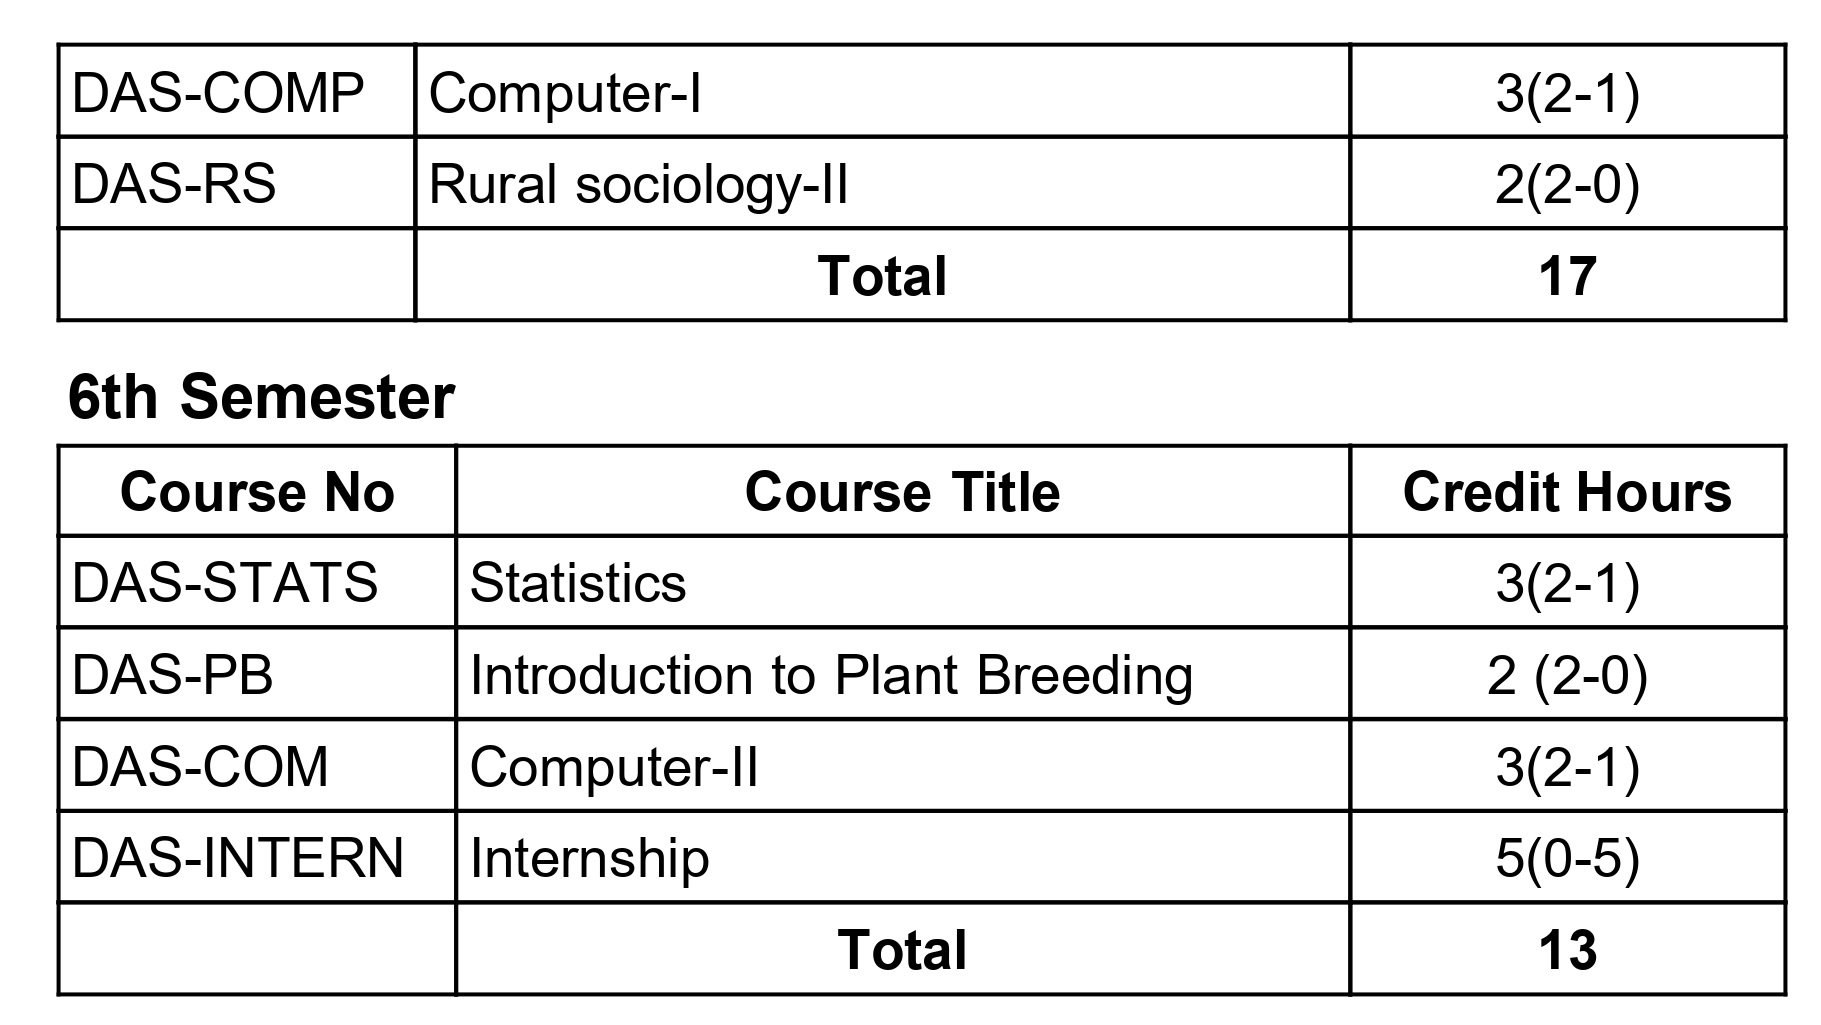 DAS-COMP Computer-I 3(2-1)
DAS-RS Rural sociology-II 2(2-0)
Total 17
6th Semester
Course No Course Title Credit Hours
DAS-STATS Statistics 3(2-1)
DAS-PB Introduction to Plant Breeding 2 (2-0)
DAS-COM Computer-II 3(2-1)
DAS-INTERN Internship 5(0-5)
Total 13